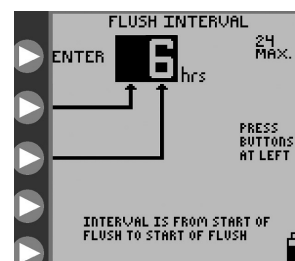 FLUSH INTERVAL
ENTER 6 hrs
24
MAX.
PRESS
BUTTONS
AT LEFT
INTERVAL IS FROM START OF
FLUSH TO START OF FLUSH